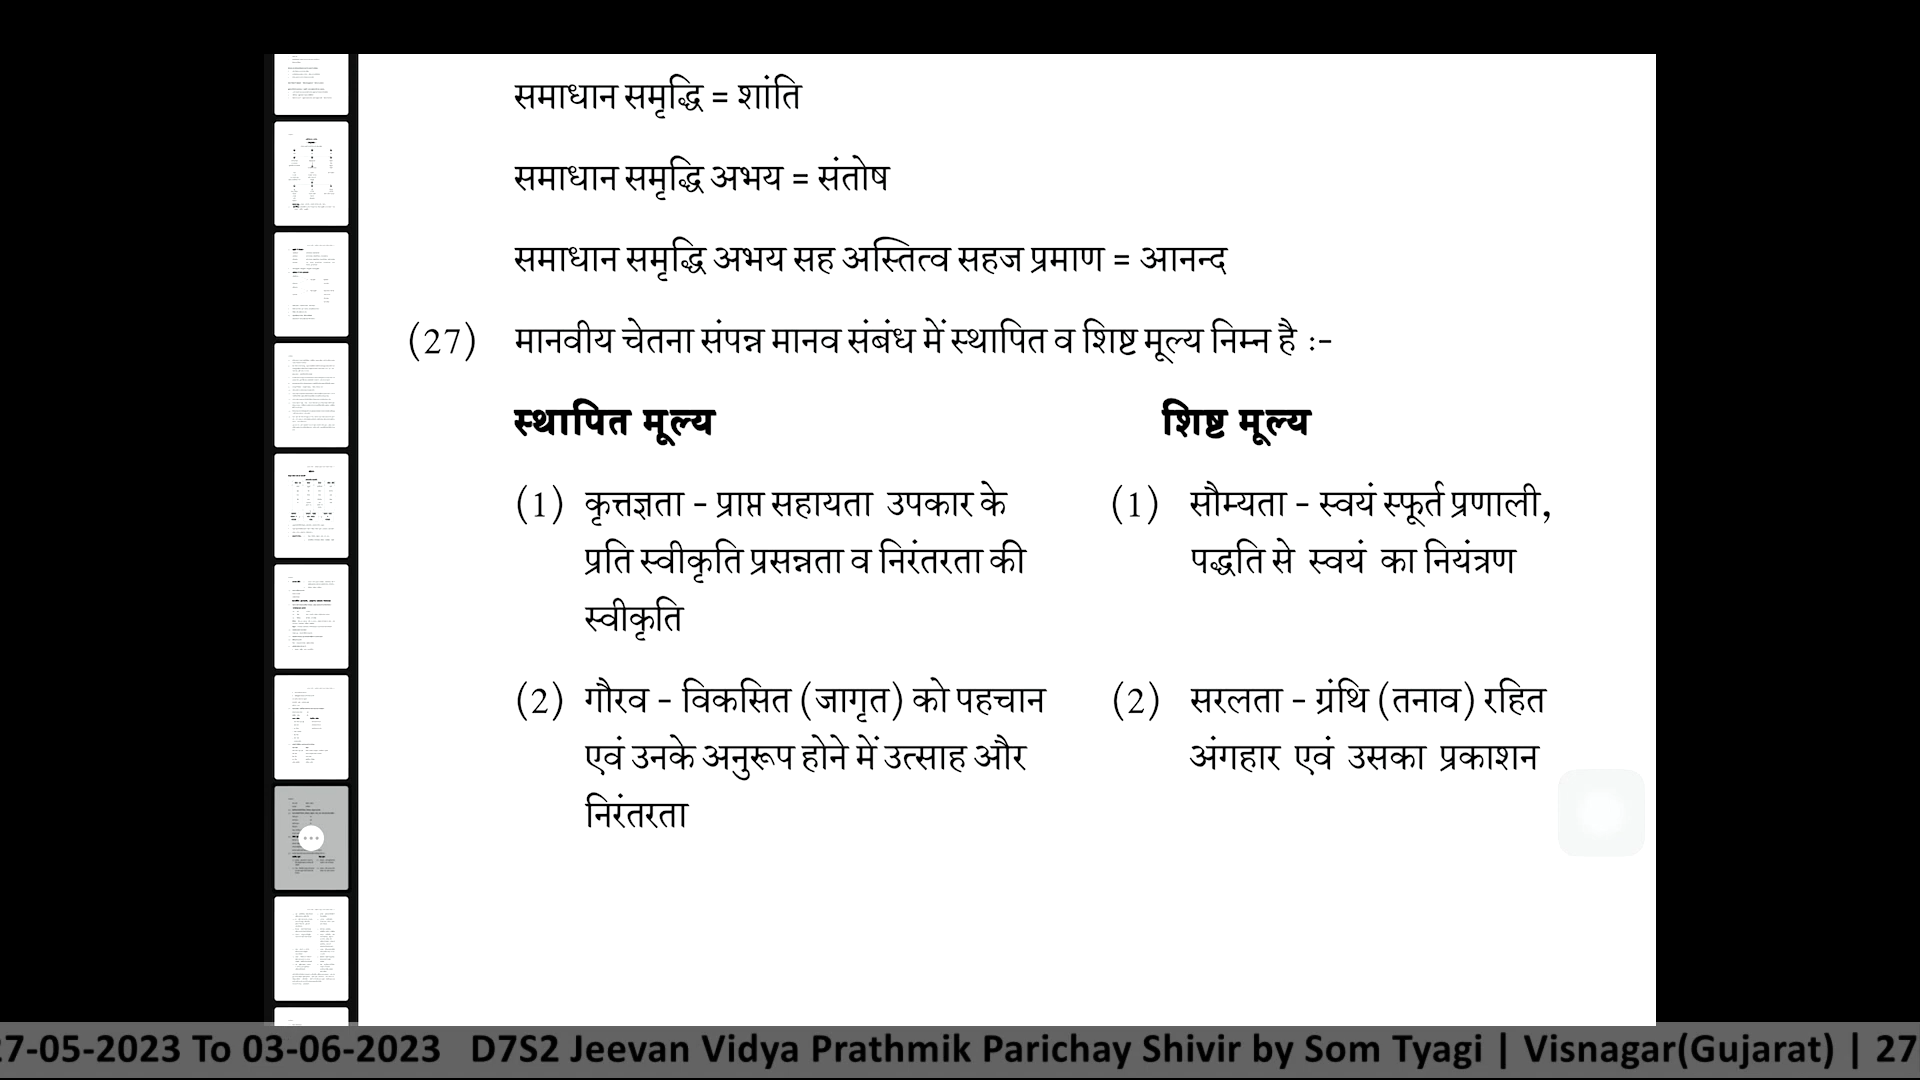 समाधान समृद्धि = शांति
समाधान समृद्धि अभय = संतोष
समाधान समृद्धि अभय सह अस्तित्व सहज प्रमाण = आनन्द
(27) मानवीय चेतना संपन्न मानव संबंध में स्थापित व शिष्ट मूल्य निम्न है :-
स्थापित मूल्य
(1) कृत्तज्ञता - प्राप्त सहायता उपकार के
प्रति स्वीकृति प्रसन्नता व निरंतरता की
स्वीकृति
(2) गौरव - विकसित (जागृत) को पहचान
एवं उनके अनुरूप होने में उत्साह और
निरंतरता
शिष्ट मूल्य
(1) सौम्यता - स्वयं स्फूर्त प्रणाली,
पद्धति से स्वयं का नियंत्रण
(2) सरलता - ग्रंथि (तनाव) रहित
अंगहार एवं उसका प्रकाशन
27-05-2023 To 03-06-2023 D7S2 Jeevan Vidya Prathmik Parichay Shivir by Som Tyagi | Visnagar(Gujarat) | 27